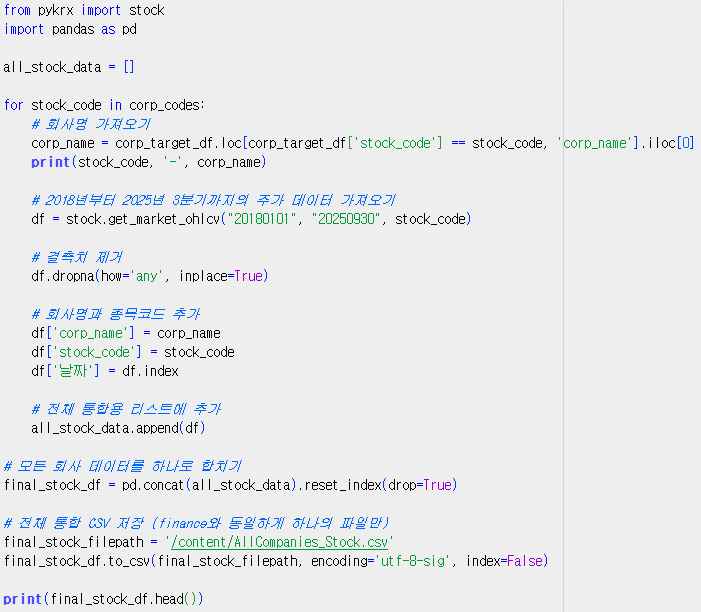 from pykrx import stock
import pandas as pd
all_stock_data = []
for stock_code in corp_codes:
# 회사명 가져오기
corp_name = corp_target_df.loc[corp_target_df['stock_code'] == stock_code, 'corp_name'].iloc[0]
print(stock_code, '-', corp_name)
# 2018년부터 2025년 3분기까지의 주가 데이터 가져오기
df = stock.get_market_ohlcv("20180101", "20250930", stock_code)
# 결측치 제거
df.dropna(how='any', inplace=True)
# 회사명과 종목코드 추가
df['corp_name'] = corp_name
df['stock_code'] = stock_code
df['날짜'] = df.index
# 전체 통합용 리스트에 추가
all_stock_data.append(df)
# 모든 회사 데이터를 하나로 합치기
final_stock_df = pd.concat(all_stock_data).reset_index(drop=True)
# 전체 통합 CSV 저장 (finance와 동일하게 하나의 파일만)
final_stock_filepath = '/content/AllCompanies_Stock.csv'
final_stock_df.to_csv(final_stock_filepath, encoding='utf-8-sig', index=False)
print(final_stock_df.head())